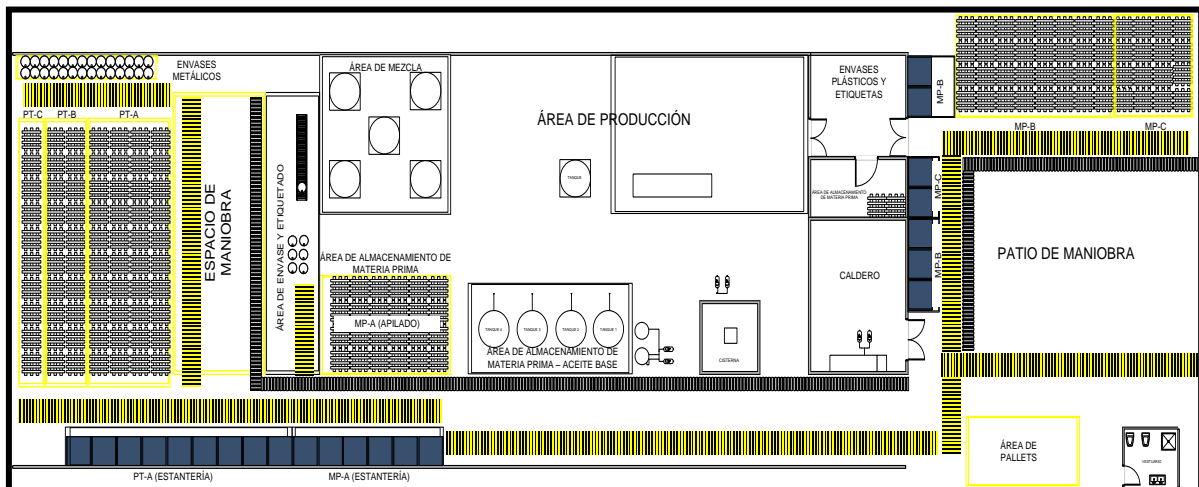 ENVASES
METÁLICOS
PT-C
PT-B
PT-A
ESPACIO DE
MANIOBRA
ÁREA DE ENVASE Y ETIQUETADO
ÁREA DE MEZCLA
ÁREA DE PRODUCCIÓN
TANQUE
ENVASES
PLÁSTICOS Y
ETIQUETAS
MP-B
MP-B
MP-C
ÁREA DE ALMACENAMIENTO
DE MATERIA PRIMA
MP-C
MP-B
PATIO DE MANIOBRA
CALDERO
ÁREA DE ALMACENAMIENTO DE
MATERIA PRIMA
MP-A (APILADO)
TANQUE 4
TANQUE 3
TANQUE 2
TANQUE 1
ÁREA DE ALMACENAMIENTO DE
MATERIA PRIMA – ACEITE BASE
CISTERNA
PT-A (ESTANTERÍA)
MP-A (ESTANTERÍA)
ÁREA DE
PALLETS
VESTUARIO